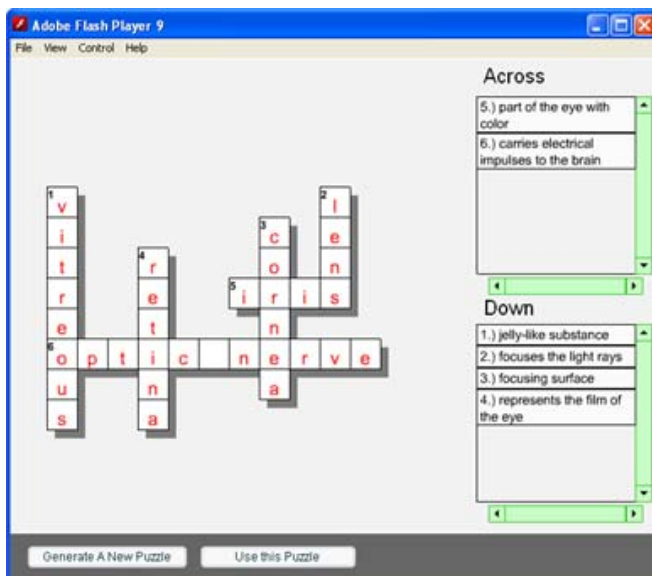 Adobe Flash Player 9
File View Control Help
Across
5.) part of the eye with
color
6.) carries electrical
impulses to the brain
1 v i t r e o u s
2 l e n s
3 c o r n e a
4 r e t i n a
5 i r i s
6 o p t i c n e r v e
Down
1.) jelly-like substance
2.) focuses the light rays
3.) focusing surface
4.) represents the film of
the eye
Generate A New Puzzle Use this Puzzle